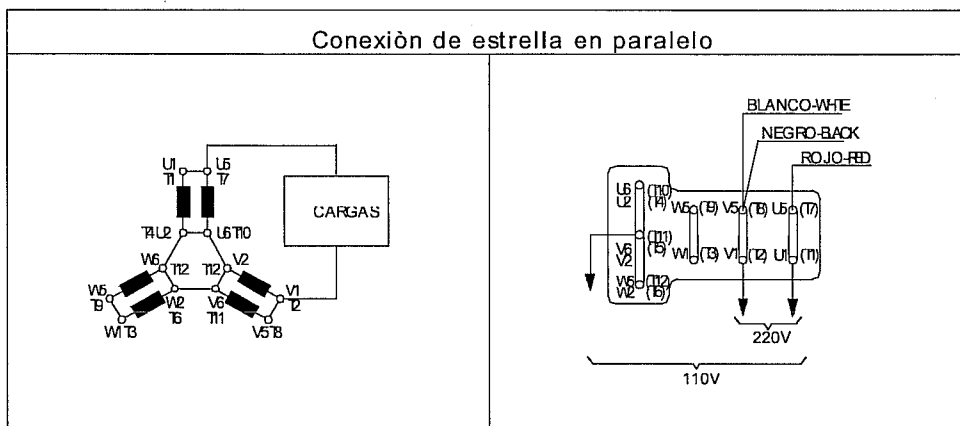 Conexiòn de estrella en paralelo
U1 U5
T1 T7
CARGAS
T4 U2 U6 T10
W6 T12 V2
W5 V1
T9 W2 V6 T2
T6 T11
W1 T3 V5 T8
BLANCO-WHTE
NEGRO-BLACK
ROJO-RED
U6 (T10)
U2 (T4)
W5 (T9) V5 (T8) U5 (T7)
(T11)
V6 (T5)
V2
W1 (T3) V1 (T2) U1 (T1)
W6 (T12)
W2 (T6)
220V
110V